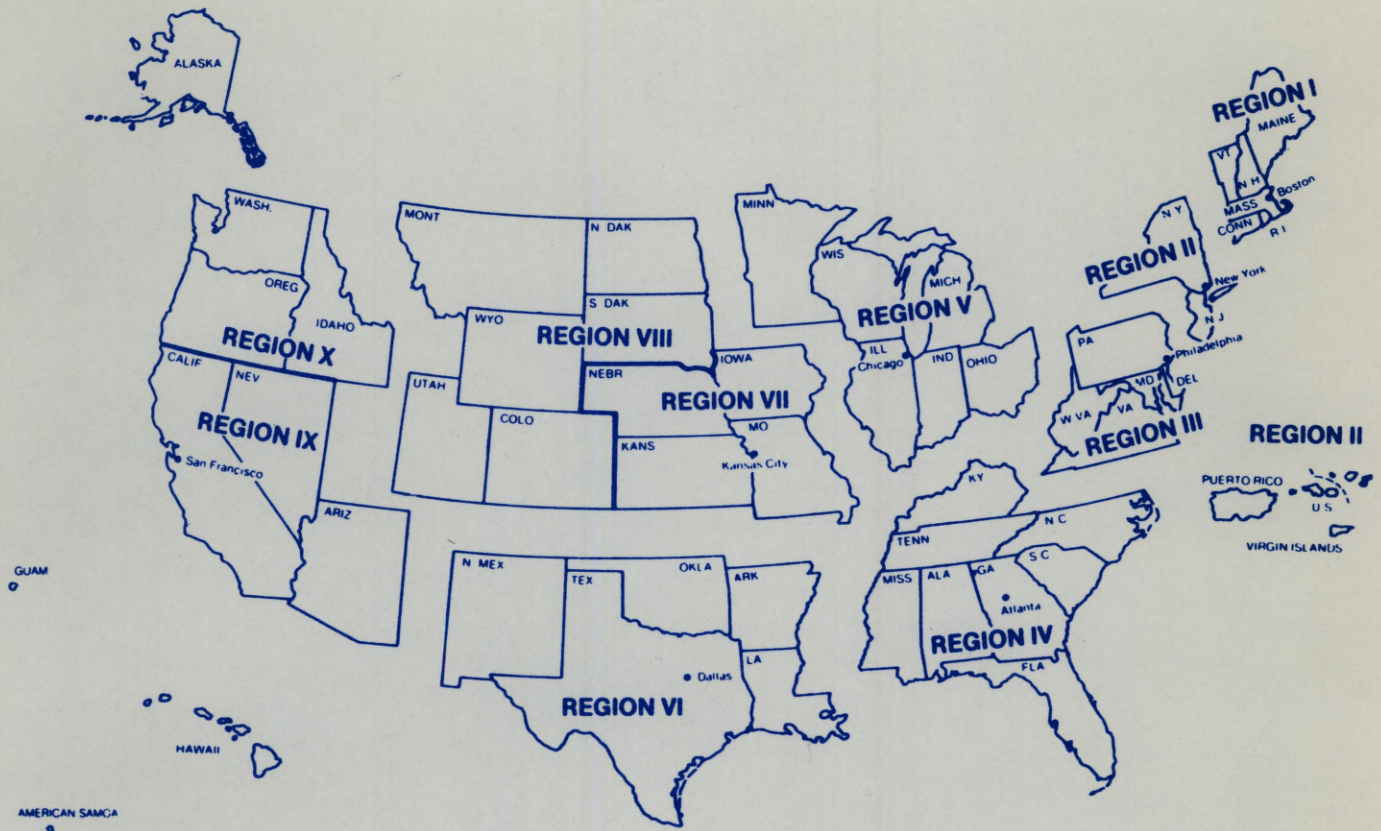 ALASKA
REGION I
MAINE
VT
N H
Boston
MASS
CONN
R I
WASH.
MONT
N DAK
MINN
WIS
MICH
N Y
REGION II
New York
N J
OREG
IDAHO
REGION X
WYO
S DAK
REGION VIII
REGION V
ILL
Chicago
IND
OHIO
PA
Philadelphia
MD
DEL
W VA
VA
REGION III
CALIF
NEV
REGION IX
San Francisco
UTAH
COLO
NEBR
IOWA
REGION VII
KANS
MO
Kansas City
KY
REGION II
PUERTO RICO
U S
VIRGIN ISLANDS
ARIZ
TENN
N C
S C
GUAM
N MEX
TEX
OKLA
ARK
MISS
ALA
GA
Atlanta
REGION IV
FLA
LA
Dallas
REGION VI
HAWAII
AMERICAN SAMOA